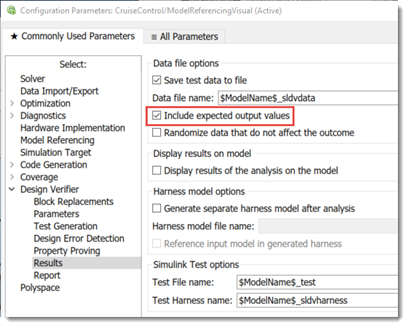 Configuration Parameters: CruiseControl/ModelReferencingVisual (Active)
★ Commonly Used Parameters
≡ All Parameters
Select:
Solver
Data Import/Export
Optimization
Diagnostics
Hardware Implementation
Model Referencing
Simulation Target
Code Generation
Coverage
Design Verifier
Block Replacements
Parameters
Test Generation
Design Error Detection
Property Proving
Results
Report
Polyspace
Data file options
Save test data to file
Data file name: $ModelName$_sldvdata
Include expected output values
Randomize data that do not affect the outcome
Display results on model
Display results of the analysis on the model
Harness model options
Generate separate harness model after analysis
Harness model file name:
Reference input model in generated harness
Simulink Test options
Test File name: $ModelName$_test
Test Harness name: $ModelName$_sldvharness